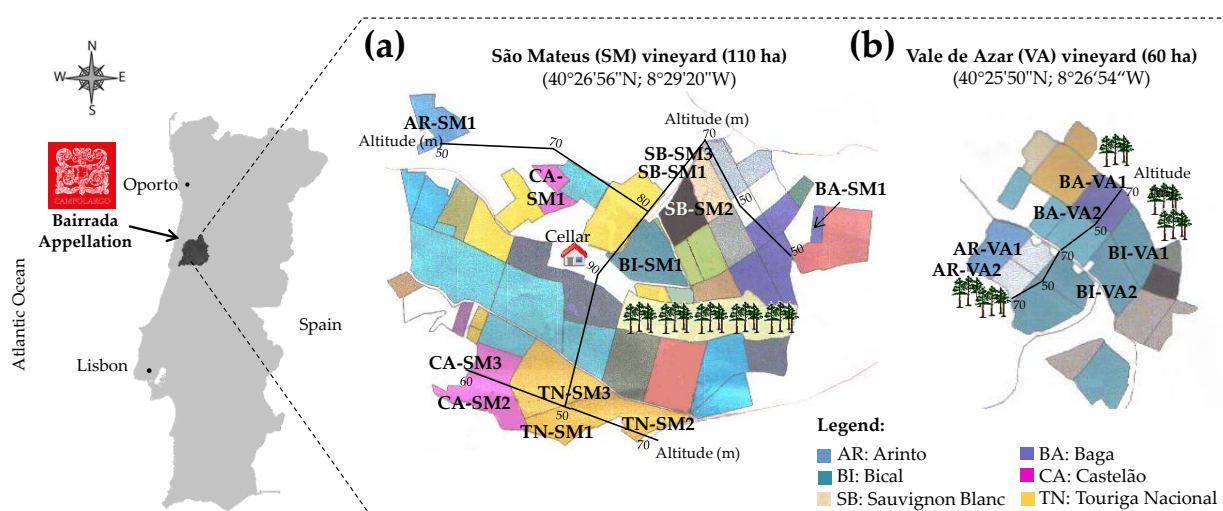 N
W
E
S
CAMPOLARGO
Oporto
Bairrada
Appellation
Atlantic Ocean
Lisbon
Spain
(a)
São Mateus (SM) vineyard (110 ha)
(40°26'56"N; 8°29'20"W)
AR-SM1
Altitude (m)
50
70
Altitude (m)
70
SB-SM3
SB-SM1
CA-
SM1
80
SB-SM2
50
BA-SM1
Cellar
90
BI-SM1
50
CA-SM3
60
CA-SM2
TN-SM3
50
TN-SM1
TN-SM2
70
Altitude (m)
(b)
Vale de Azar (VA) vineyard (60 ha)
(40°25'50"N; 8°26'54“W)
Altitude
BA-VA1
70
BA-VA2
50
AR-VA1
70
BI-VA1
AR-VA2
50
BI-VA2
70
Legend:
AR: Arinto
BI: Bical
SB: Sauvignon Blanc
BA: Baga
CA: Castelão
TN: Touriga Nacional